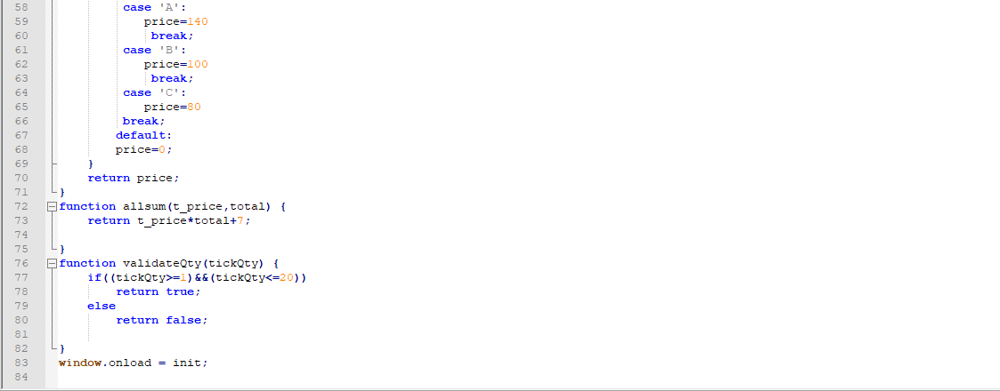 58 case 'A':
59 price=140
60 break;
61 case 'B':
62 price=100
63 break;
64 case 'C':
65 price=80
66 break;
67 default:
68 price=0;
69 }
70 return price;
71 }
72 function allsum(t_price,total) {
73 return t_price*total+7;
74
75 }
76 function validateQty(tickQty) {
77 if((tickQty>=1)&&(tickQty<=20))
78 return true;
79 else
80 return false;
81
82 }
83 window.onload = init;
84